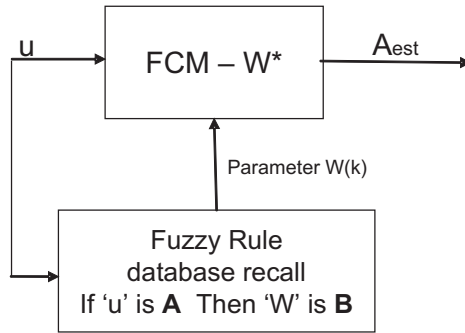 u
FCM – W*
Aest
Parameter W(k)
Fuzzy Rule
database recall
If ‘u’ is A Then ‘W’ is B